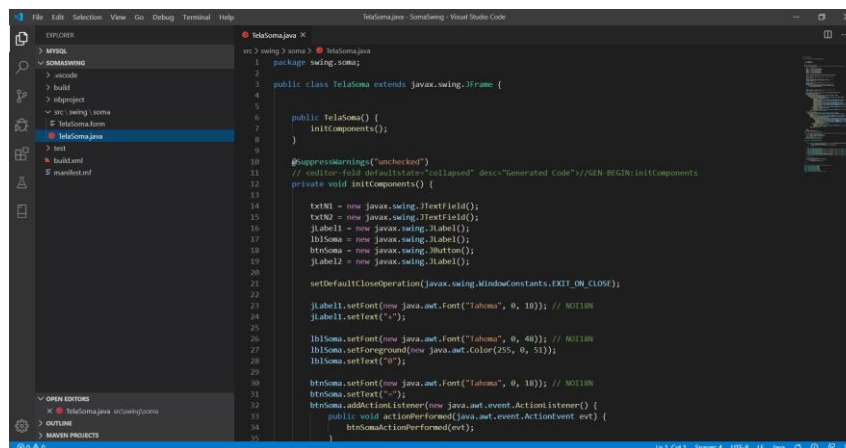 File Edit Selection View Go Debug Terminal Help
TelaSoma.java - SomaSwing - Visual Studio Code
EXPLORER
MYSQL
SOMASWING
.vscode
build
nbproject
src \ swing \ soma
TelaSoma.form
TelaSoma.java
test
build.xml
manifest.mf
OPEN EDITORS
TelaSoma.java src\swing\soma
OUTLINE
MAVEN PROJECTS
TelaSoma.java
src > swing > soma > TelaSoma.java
1 package swing.soma;
2
3 public class TelaSoma extends javax.swing.JFrame {
4
5
6 public TelaSoma() {
7 initComponents();
8 }
9
10 @SuppressWarnings("unchecked")
11 // <editor-fold defaultstate="collapsed" desc="Generated Code">//GEN-BEGIN:initComponents
12 private void initComponents() {
13
14 txtN1 = new javax.swing.JTextField();
15 txtN2 = new javax.swing.JTextField();
16 jLabel1 = new javax.swing.JLabel();
17 lblSoma = new javax.swing.JLabel();
18 btnSoma = new javax.swing.JButton();
19 jLabel2 = new javax.swing.JLabel();
20
21 setDefaultCloseOperation(javax.swing.WindowConstants.EXIT_ON_CLOSE);
22
23 jLabel1.setFont(new java.awt.Font("Tahoma", 0, 18)); // NOI18N
24 jLabel1.setText("+");
25
26 lblSoma.setFont(new java.awt.Font("Tahoma", 0, 48)); // NOI18N
27 lblSoma.setForeground(new java.awt.Color(255, 0, 51));
28 lblSoma.setText("0");
29
30 btnSoma.setFont(new java.awt.Font("Tahoma", 0, 18)); // NOI18N
31 btnSoma.setText("=");
32 btnSoma.addActionListener(new java.awt.event.ActionListener() {
33 public void actionPerformed(java.awt.event.ActionEvent evt) {
34 btnSomaActionPerformed(evt);
35 }
Ln 1, Col 1 Spaces: 4 UTF-8 LF Java